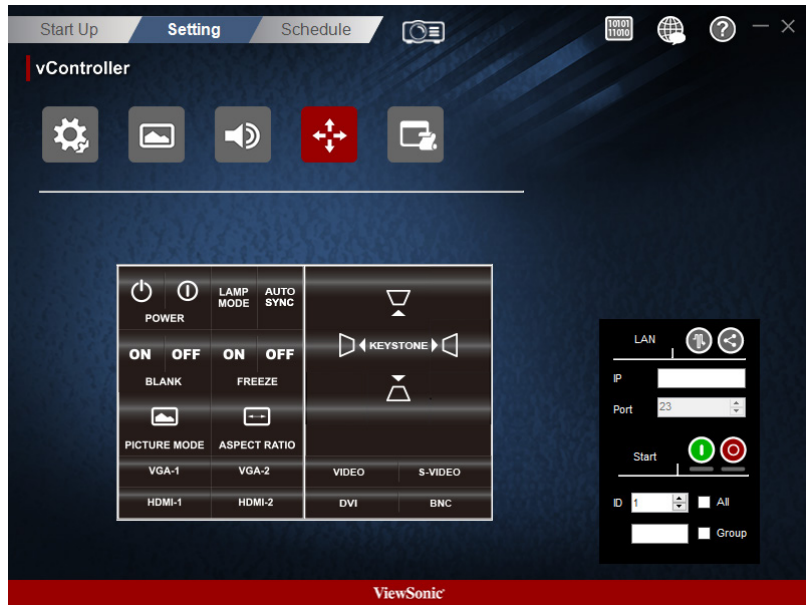 Start Up Setting Schedule
10101
11010
?
vController
LAMP MODE
AUTO SYNC
POWER
KEYSTONE
ON OFF ON OFF
BLANK FREEZE
PICTURE MODE ASPECT RATIO
VGA-1 VGA-2 VIDEO S-VIDEO
HDMI-1 HDMI-2 DVI BNC
LAN
IP
Port 23
Start
ID 1 All
Group
ViewSonic